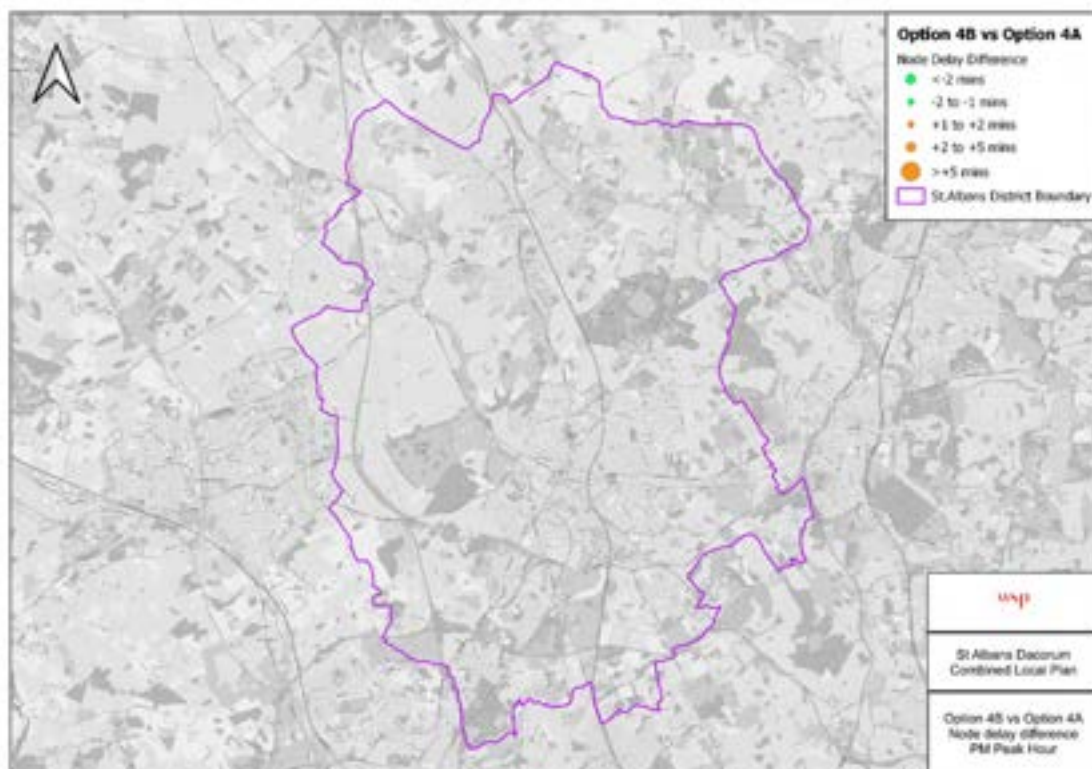 Option 4B vs Option 4A
Node Delay Difference
<-2 mins
-2 to -1 mins
+1 to +2 mins
+2 to +5 mins
>+5 mins
St.Albans District Boundary
wsp
St Albans Dacorum
Combined Local Plan
Option 4B vs Option 4A
Node delay difference
PM Peak Hour